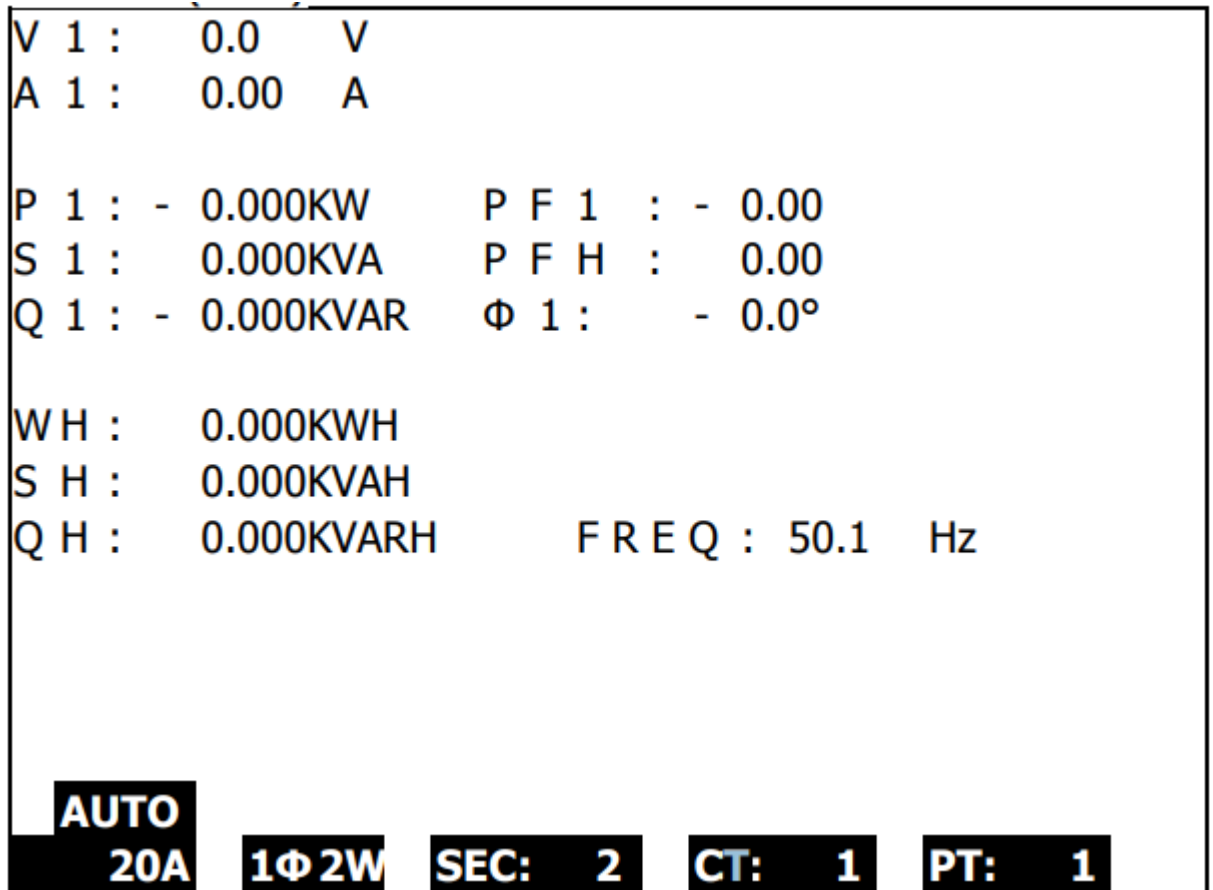 V 1 : 0.0 V
A 1 : 0.00 A
P 1 : - 0.000KW P F 1 : - 0.00
S 1 : 0.000KVA P F H : 0.00
Q 1 : - 0.000KVAR Φ 1 : - 0.0°
W H : 0.000KWH
S H : 0.000KVAH
Q H : 0.000KVARH F R E Q : 50.1 Hz
AUTO
20A 1Φ 2W SEC: 2 CT: 1 PT: 1